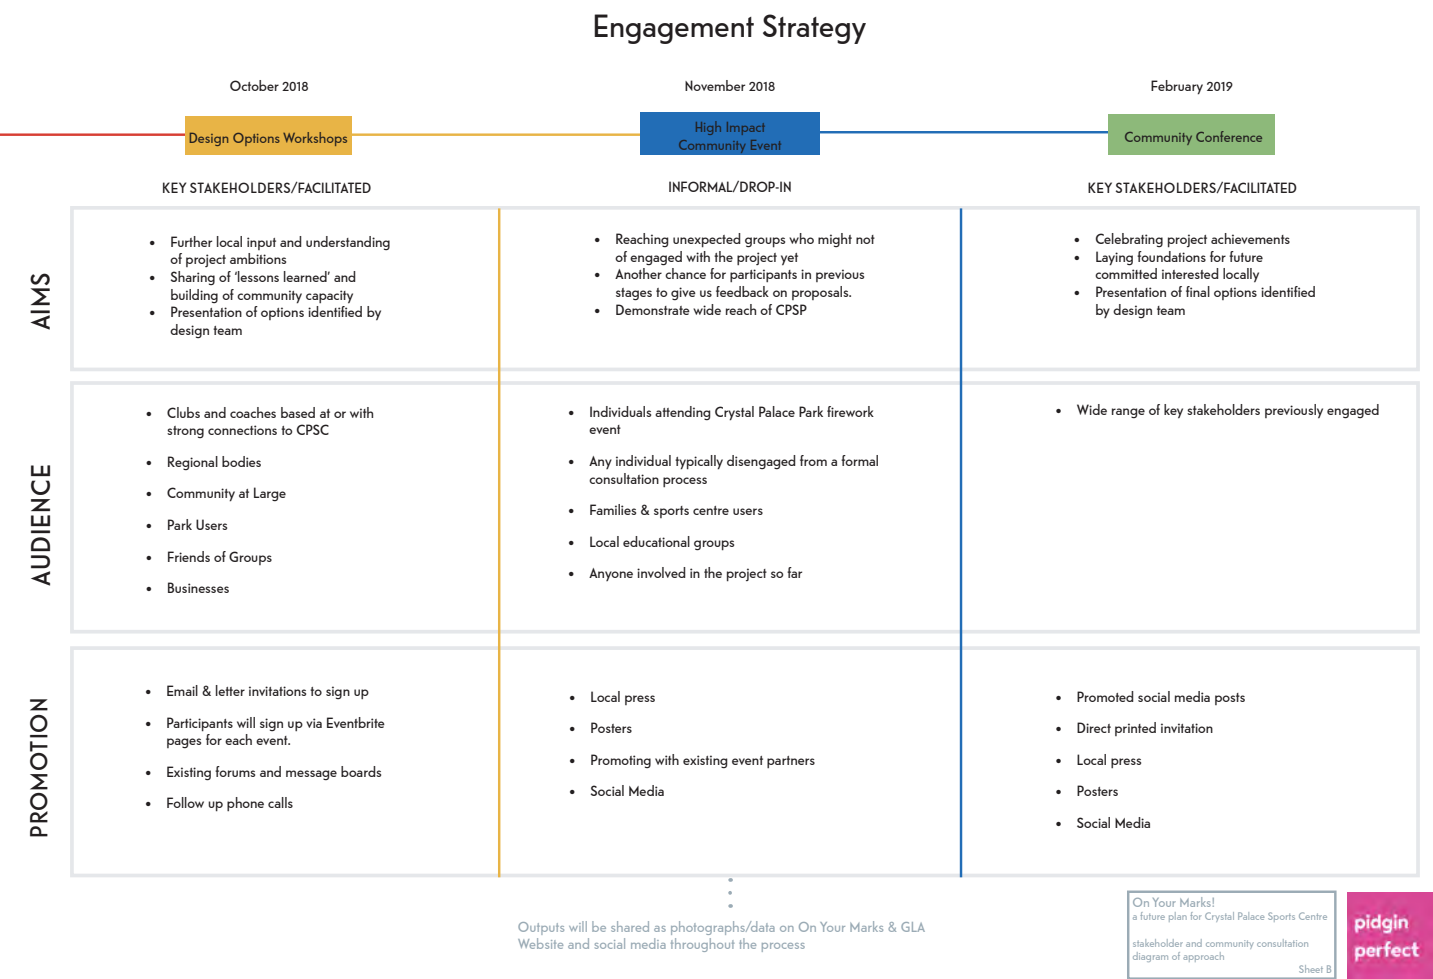 Engagement Strategy
October 2018
November 2018
February 2019
Design Options Workshops
High Impact
Community Event
Community Conference
KEY STAKEHOLDERS/FACILITATED
INFORMAL/DROP-IN
KEY STAKEHOLDERS/FACILITATED
AIMS
• Further local input and understanding
of project ambitions
• Sharing of ‘lessons learned’ and
building of community capacity
• Presentation of options identified by
design team
• Reaching unexpected groups who might not
of engaged with the project yet
• Another chance for participants in previous
stages to give us feedback on proposals.
• Demonstrate wide reach of CPSP
• Celebrating project achievements
• Laying foundations for future
committed interested locally
• Presentation of final options identified
by design team
AUDIENCE
• Clubs and coaches based at or with
strong connections to CPSC
• Regional bodies
• Community at Large
• Park Users
• Friends of Groups
• Businesses
• Individuals attending Crystal Palace Park firework
event
• Any individual typically disengaged from a formal
consultation process
• Families & sports centre users
• Local educational groups
• Anyone involved in the project so far
• Wide range of key stakeholders previously engaged
PROMOTION
• Email & letter invitations to sign up
• Participants will sign up via Eventbrite
pages for each event.
• Existing forums and message boards
• Follow up phone calls
• Local press
• Posters
• Promoting with existing event partners
• Social Media
• Promoted social media posts
• Direct printed invitation
• Local press
• Posters
• Social Media
Outputs will be shared as photographs/data on On Your Marks & GLA
Website and social media throughout the process
On Your Marks!
a future plan for Crystal Palace Sports Centre
stakeholder and community consultation
diagram of approach
Sheet B
pidgin
perfect